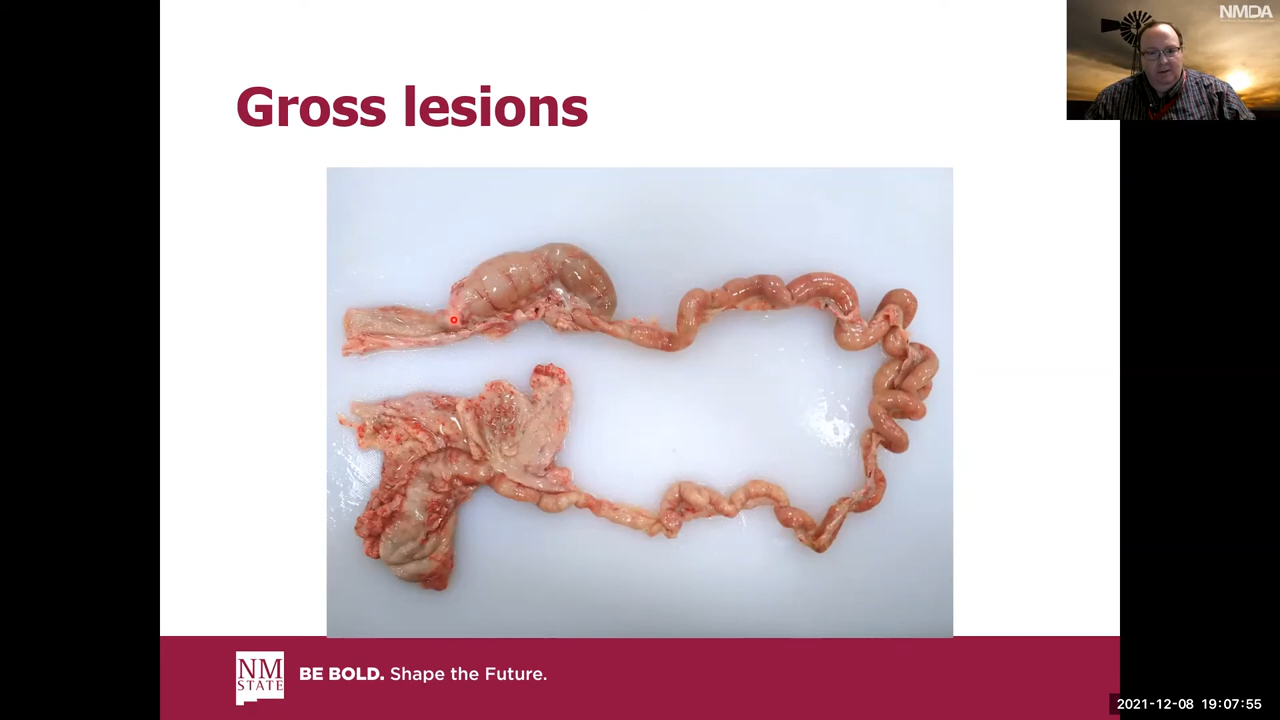 NMDA
Gross lesions
NM
STATE
BE BOLD. Shape the Future.
2021-12-08 19:07:55